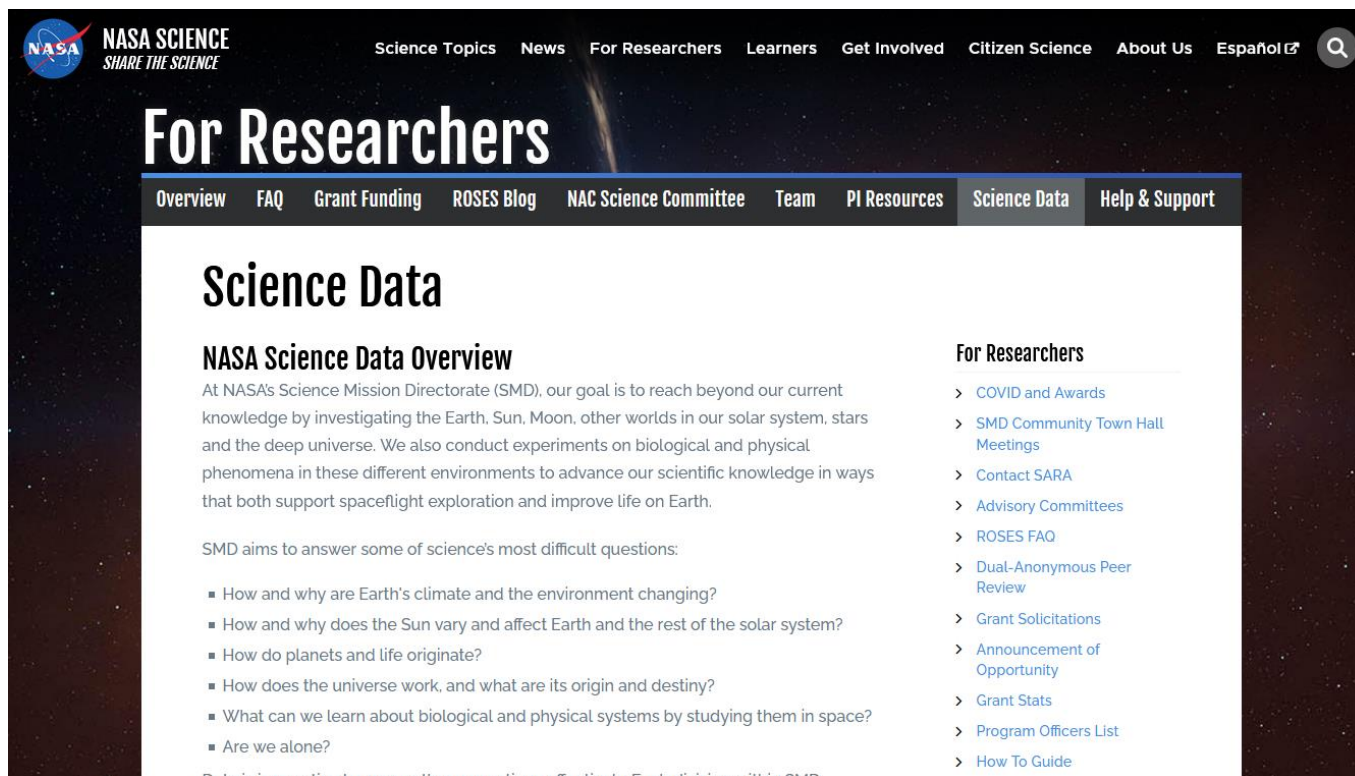 NASA
NASA SCIENCE
SHARE THE SCIENCE
Science Topics News For Researchers Learners Get Involved Citizen Science About Us Español
For Researchers
Overview FAQ Grant Funding ROSES Blog NAC Science Committee Team PI Resources Science Data Help & Support
Science Data
NASA Science Data Overview
At NASA's Science Mission Directorate (SMD), our goal is to reach beyond our current
knowledge by investigating the Earth, Sun, Moon, other worlds in our solar system, stars
and the deep universe. We also conduct experiments on biological and physical
phenomena in these different environments to advance our scientific knowledge in ways
that both support spaceflight exploration and improve life on Earth.
SMD aims to answer some of science's most difficult questions:
How and why are Earth's climate and the environment changing?
How and why does the Sun vary and affect Earth and the rest of the solar system?
How do planets and life originate?
How does the universe work, and what are its origin and destiny?
What can we learn about biological and physical systems by studying them in space?
Are we alone?
For Researchers
COVID and Awards
SMD Community Town Hall
Meetings
Contact SARA
Advisory Committees
ROSES FAQ
Dual-Anonymous Peer
Review
Grant Solicitations
Announcement of
Opportunity
Grant Stats
Program Officers List
How To Guide